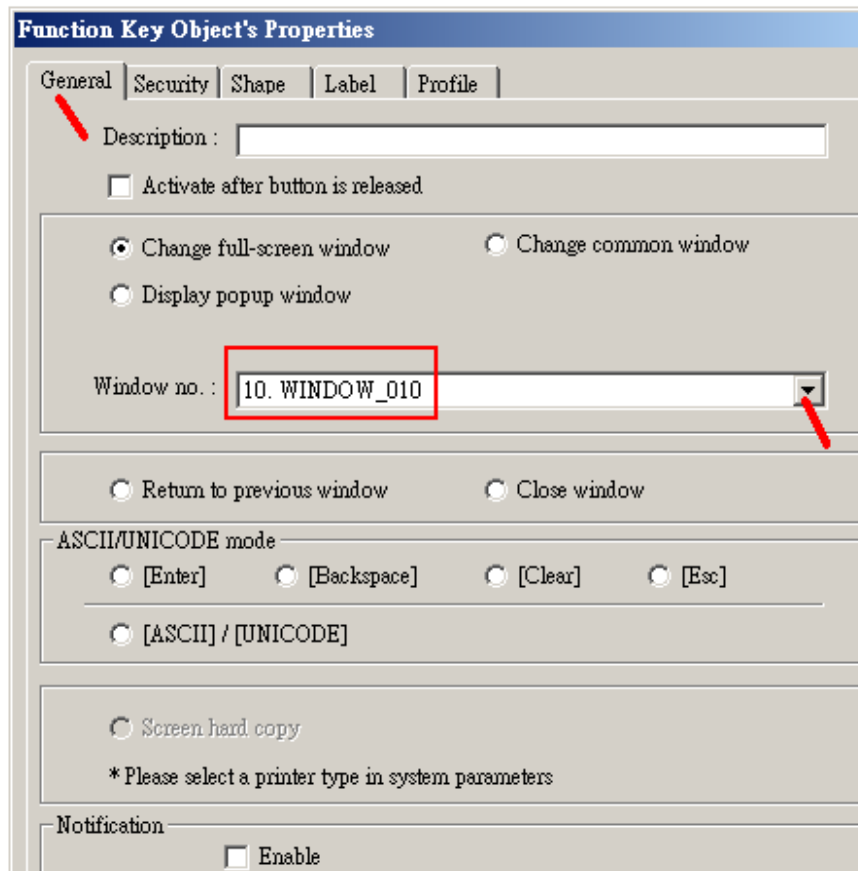 Function Key Object's Properties
General Security Shape Label Profile
Description :
Activate after button is released
Change full-screen window Change common window
Display popup window
Window no. : 10. WINDOW_010
Return to previous window Close window
ASCII/UNICODE mode
[Enter] [Backspace] [Clear] [Esc]
[ASCII] / [UNICODE]
Screen hard copy
* Please select a printer type in system parameters
Notification
Enable